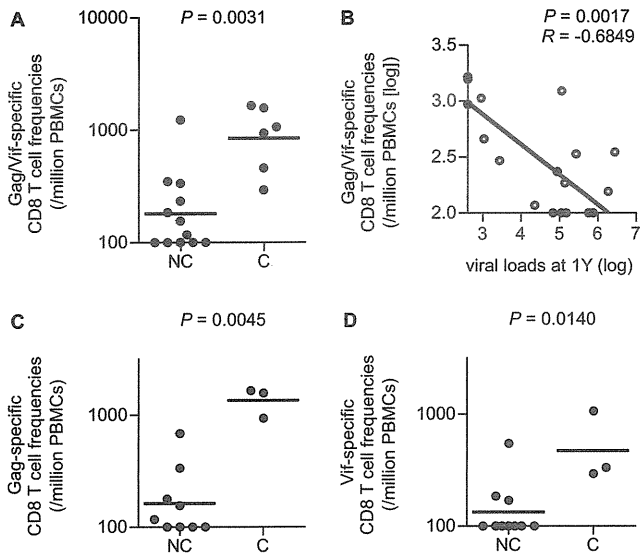 A
P = 0.0031
Gag/Vif-specific
CD8 T cell frequencies
(/million PBMCs)
10000
1000
100
NC
C
B
P = 0.0017
R = -0.6849
Gag/Vif-specific
CD8 T cell frequencies
(/million PBMCs [log])
3.5
3.0
2.5
2.0
3
4
5
6
7
viral loads at 1Y (log)
C
P = 0.0045
Gag-specific
CD8 T cell frequencies
(/million PBMCs)
1000
100
NC
C
D
P = 0.0140
Vif-specific
CD8 T cell frequencies
(/million PBMCs)
1000
100
NC
C